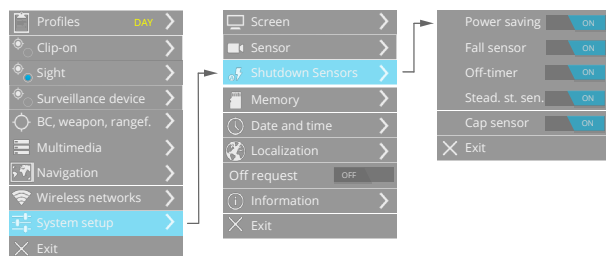 Profiles DAY
Clip-on
Sight
Surveillance device
BC, weapon, rangef.
Multimedia
Navigation
Wireless networks
System setup
Exit
Screen
Sensor
Shutdown Sensors
Memory
Date and time
Localization
Off request OFF
Information
Exit
Power saving ON
Fall sensor ON
Off-timer ON
Stead. st. sen. ON
Cap sensor ON
Exit